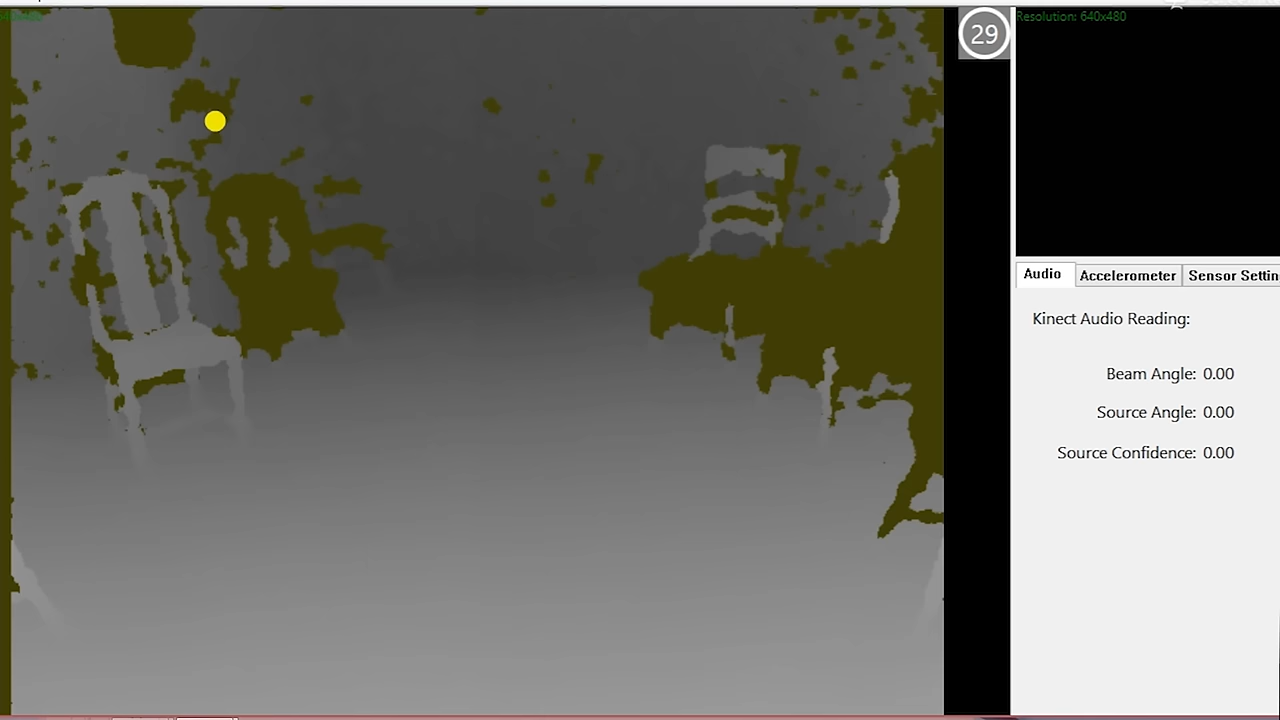 29
Resolution: 640x480
Audio
Accelerometer
Sensor Settin
Kinect Audio Reading:
Beam Angle: 0.00
Source Angle: 0.00
Source Confidence: 0.00